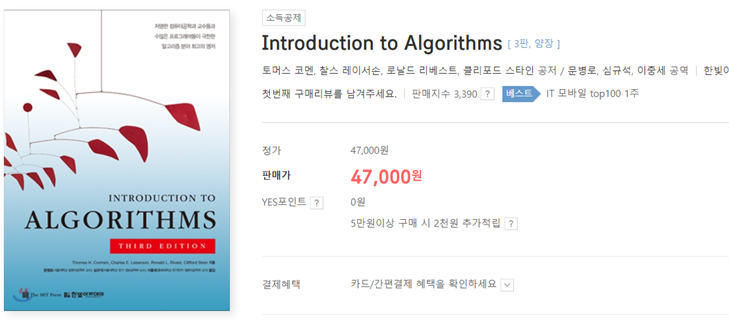 저명한 컴퓨터공학과 교수들과
수많은 프로그래머들이 극찬한
알고리즘 분야 최고의 명저
INTRODUCTION TO
ALGORITHMS
THIRD EDITION
Thomas H. Cormen, Charles E. Leiserson, Ronald L. Rivest, Clifford Stein 지음
The MIT Press 한빛아카데미
소득공제
Introduction to Algorithms [ 3판, 양장 ]
토머스 코멘, 찰스 레이서손, 로날드 리베스트, 클리포드 스타인 공저 / 문병로, 심규석, 이충세 공역 | 한빛이
첫번째 구매리뷰를 남겨주세요. | 판매지수 3,390 ? 베스트 IT 모바일 top100 1주
정가 47,000원
판매가 47,000원
YES포인트 ? 0원
5만원이상 구매 시 2천원 추가적립 ?
결제혜택 카드/간편결제 혜택을 확인하세요